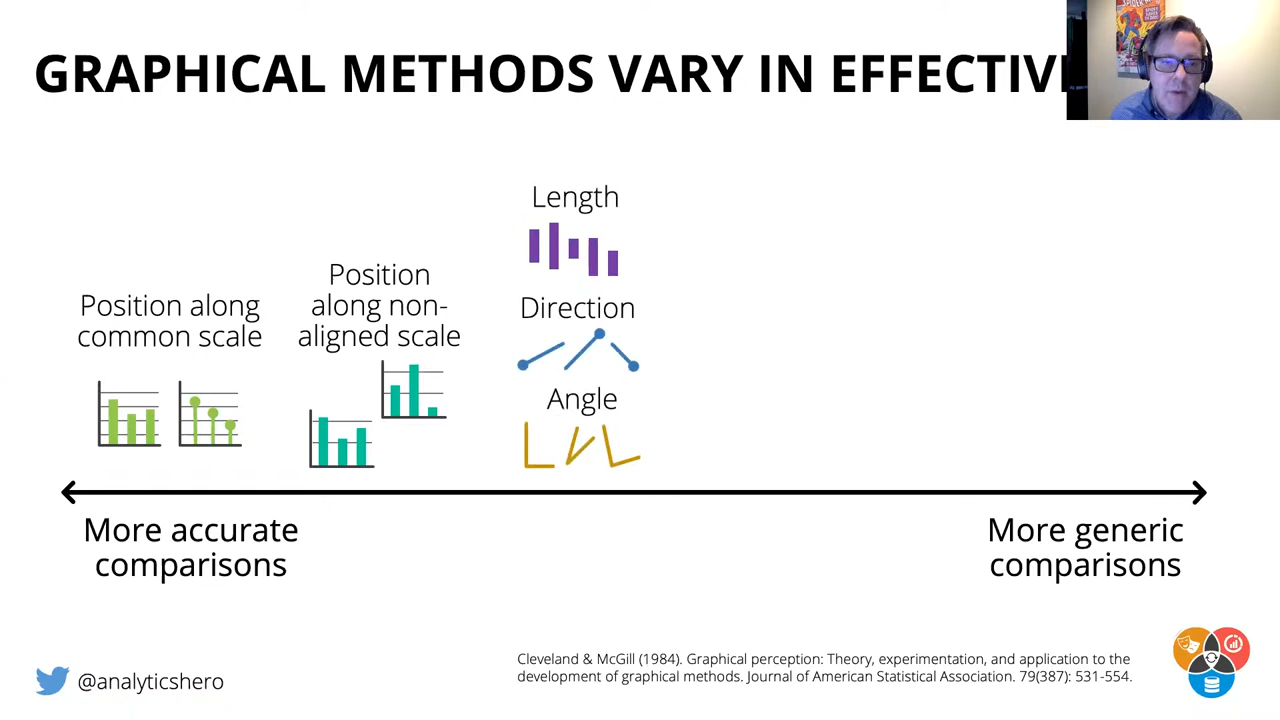 GRAPHICAL METHODS VARY IN EFFECTIV
SPIDER
Length
Position
along non-
aligned scale
Position along
common scale
Direction
Angle
More accurate
comparisons
More generic
comparisons
@analyticshero
Cleveland & McGill (1984). Graphical perception: Theory, experimentation, and application to the
development of graphical methods. Journal of American Statistical Association. 79(387): 531-554.